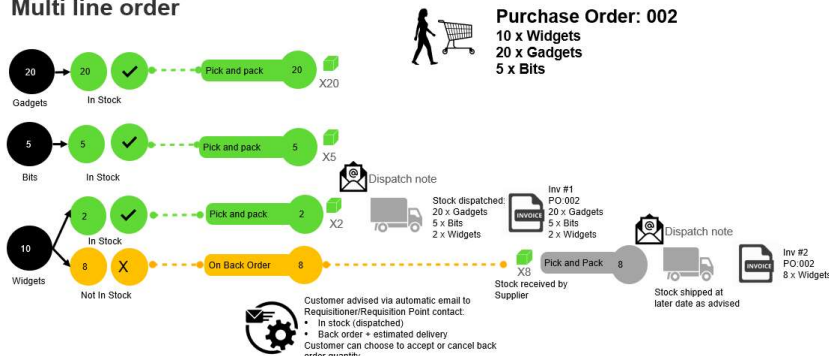 Multi line order
Purchase Order: 002
10 x Widgets
20 x Gadgets
5 x Bits
20
20
Pick and pack
20
X20
Gadgets
In Stock
5
5
Pick and pack
5
X5
Bits
In Stock
Dispatch note
2
Pick and pack
2
X2
In Stock
Stock dispatched:
20 x Gadgets
5 x Bits
2 x Widgets
INVOICE
Inv #1
PO:002
20 x Gadgets
5 x Bits
2 x Widgets
10
Widgets
8
X
On Back Order
8
Not In Stock
X8
Stock received by
Supplier
Pick and Pack
8
Dispatch note
Stock shipped at
later date as advised
INVOICE
Inv #2
PO:002
8 x Widgets
Customer advised via automatic email to
Requisitioner/Requisition Point contact:
• In stock (dispatched)
• Back order + estimated delivery
Customer can choose to accept or cancel back
order quantity